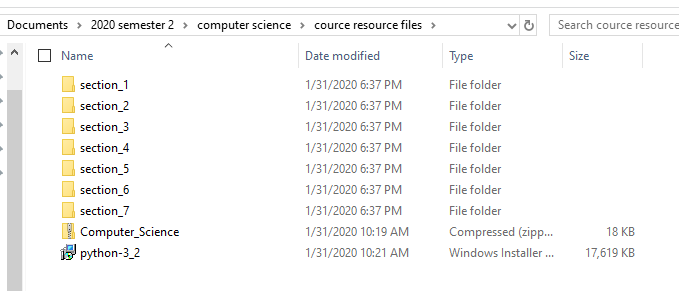 Documents > 2020 semester 2 > computer science > cource resource files > Search cource resource
Name Date modified Type Size
section_1 1/31/2020 6:37 PM File folder
section_2 1/31/2020 6:37 PM File folder
section_3 1/31/2020 6:37 PM File folder
section_4 1/31/2020 6:37 PM File folder
section_5 1/31/2020 6:37 PM File folder
section_6 1/31/2020 6:37 PM File folder
section_7 1/31/2020 6:37 PM File folder
Computer_Science 1/31/2020 10:19 AM Compressed (zipp... 18 KB
python-3_2 1/31/2020 10:21 AM Windows Installer ... 17,619 KB